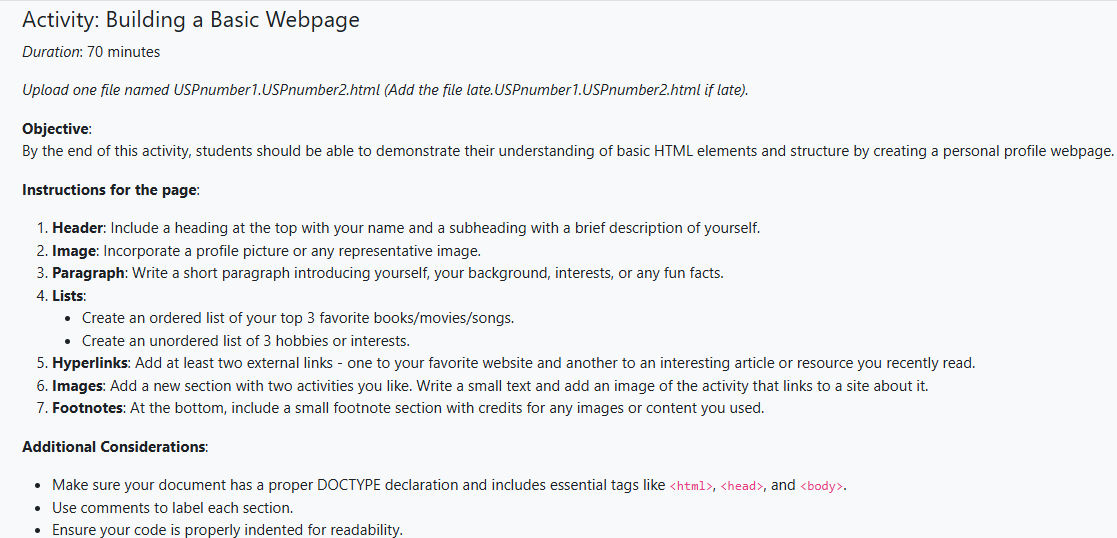 Activity: Building a Basic Webpage
Duration: 70 minutes
Upload one file named USPnumber1.USPnumber2.html (Add the file late.USPnumber1.USPnumber2.html if late).
Objective:
By the end of this activity, students should be able to demonstrate their understanding of basic HTML elements and structure by creating a personal profile webpage.
Instructions for the page:
1. Header: Include a heading at the top with your name and a subheading with a brief description of yourself.
2. Image: Incorporate a profile picture or any representative image.
3. Paragraph: Write a short paragraph introducing yourself, your background, interests, or any fun facts.
4. Lists:
• Create an ordered list of your top 3 favorite books/movies/songs.
• Create an unordered list of 3 hobbies or interests.
5. Hyperlinks: Add at least two external links - one to your favorite website and another to an interesting article or resource you recently read.
6. Images: Add a new section with two activities you like. Write a small text and add an image of the activity that links to a site about it.
7. Footnotes: At the bottom, include a small footnote section with credits for any images or content you used.
Additional Considerations:
• Make sure your document has a proper DOCTYPE declaration and includes essential tags like <html>, <head>, and <body>.
• Use comments to label each section.
• Ensure your code is properly indented for readability.